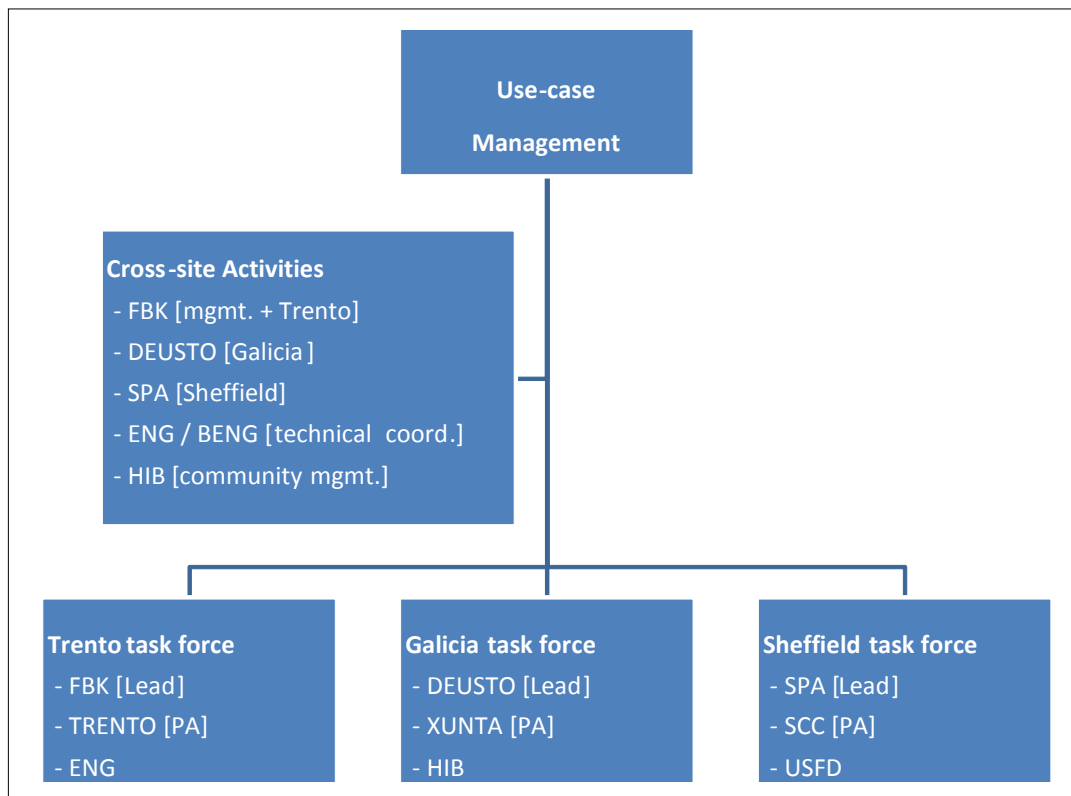 Use-case
Management
Cross-site Activities
- FBK [mgmt. + Trento]
- DEUSTO [Galicia]
- SPA [Sheffield]
- ENG / BENG [technical coord.]
- HIB [community mgmt.]
Trento task force
- FBK [Lead]
- TRENTO [PA]
- ENG
Galicia task force
- DEUSTO [Lead]
- XUNTA [PA]
- HIB
Sheffield task force
- SPA [Lead]
- SCC [PA]
- USFD